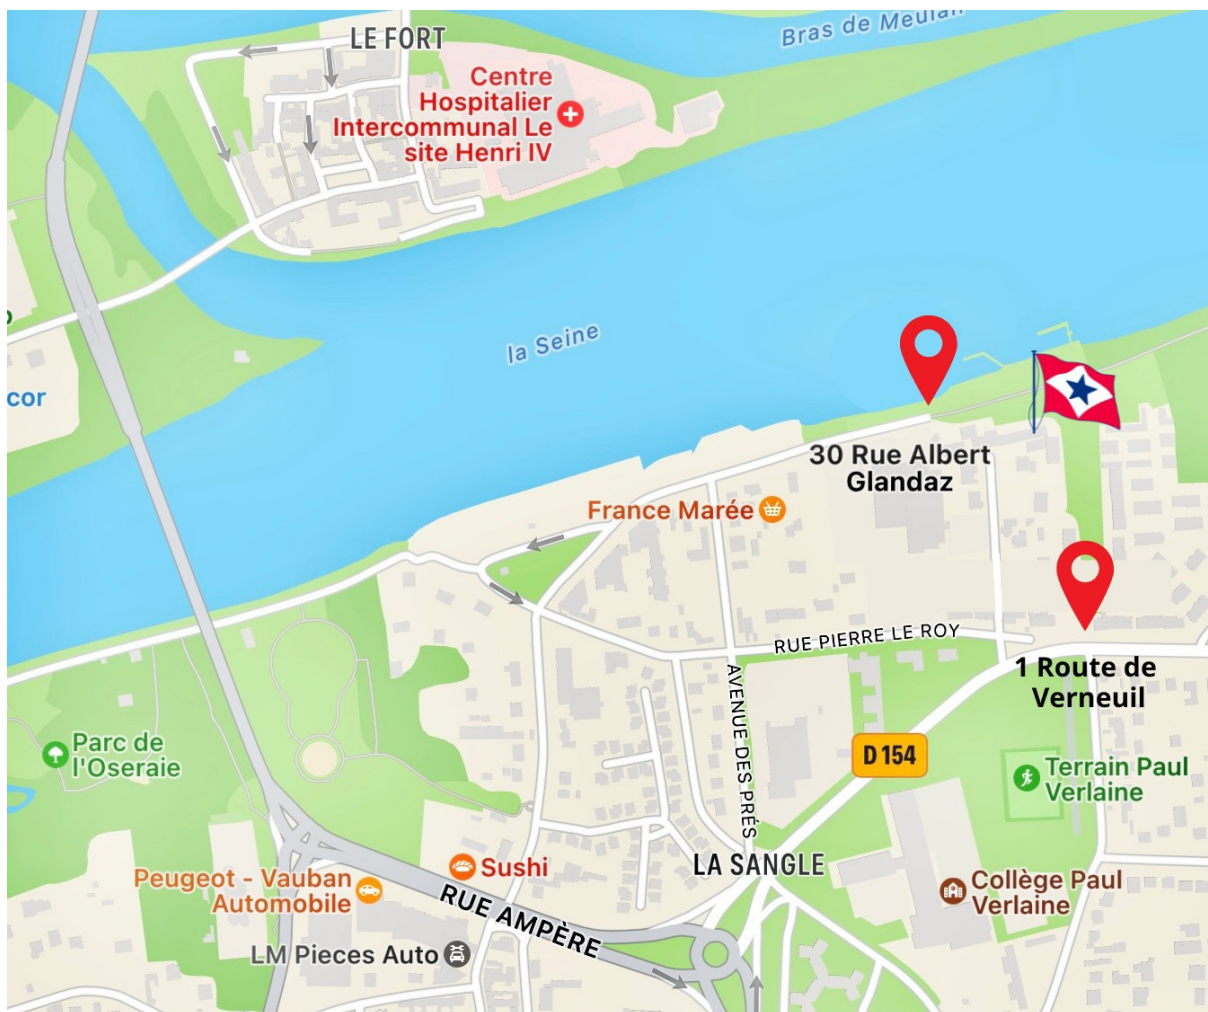 Bras de Meulan
LE FORT
Centre
Hospitalier
Intercommunal Le
site Henri IV
la Seine
cor
30 Rue Albert
Glandaz
France Marée
RUE PIERRE LE ROY
1 Route de
Verneuil
AVENUE DES PRÉS
D 154
Parc de
l'Oseraie
Terrain Paul
Verlaine
LA SANGLE
Sushi
Peugeot - Vauban
Automobile
RUE AMPÈRE
Collège Paul
Verlaine
LM Pieces Auto